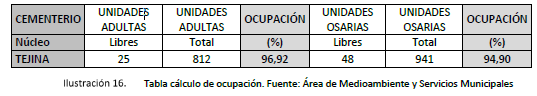 CEMENTERIO UNIDADES ADULTAS UNIDADES ADULTAS OCUPACIÓN UNIDADES OSARIAS UNIDADES OSARIAS OCUPACIÓN
Núcleo Libres Total (%) Libres Total (%)
TEJINA 25 812 96,92 48 941 94,90
Ilustración 16. Tabla cálculo de ocupación. Fuente: Área de Medioambiente y Servicios Municipales